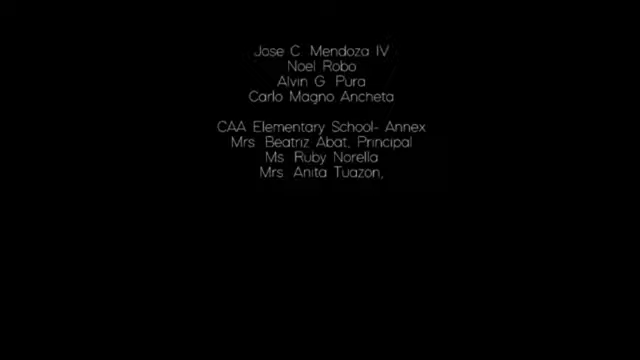 Jose C. Mendoza IV
Noel Robo
Alvin G. Pura
Carlo Magno Ancheta
CAA Elementary School- Annex
Mrs. Beatriz Abat, Principal
Ms. Ruby Norella
Mrs. Anita Tuazon,